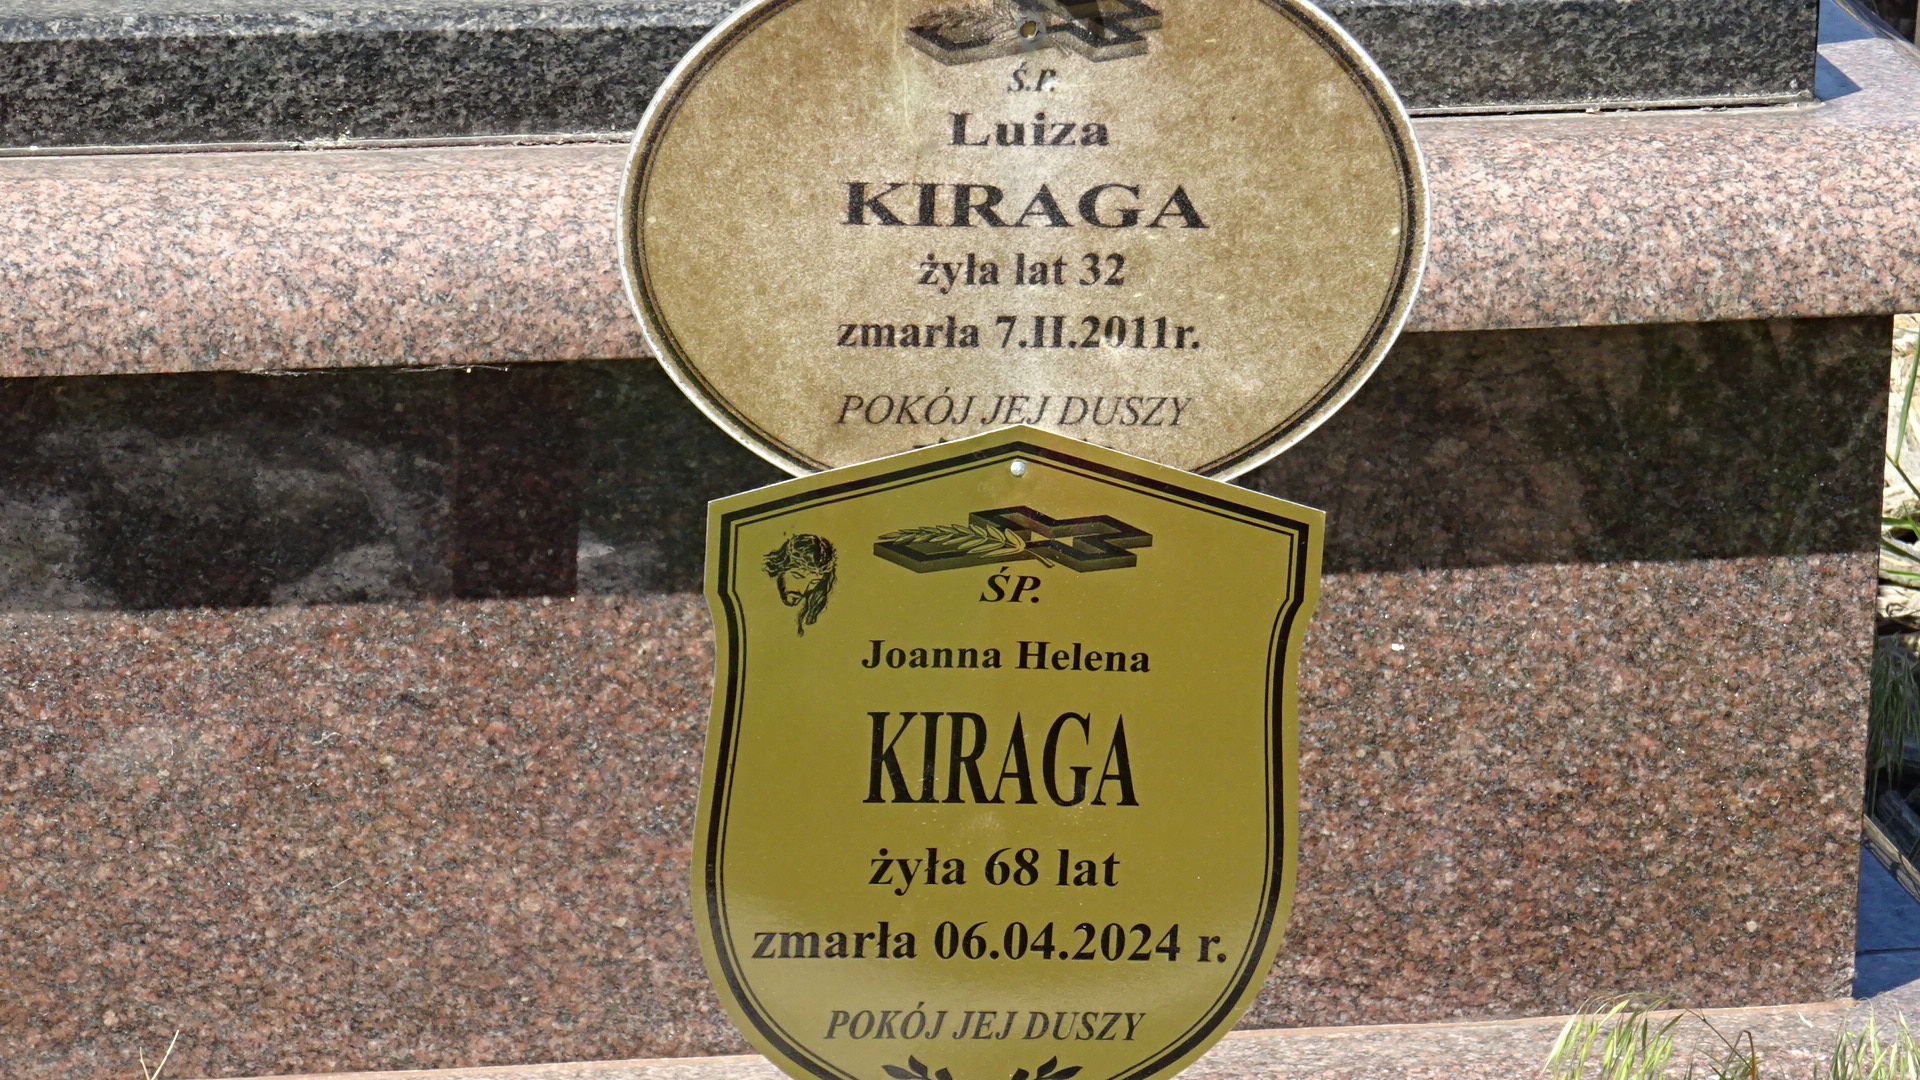 Ś.P.
Luiza
KIRAGA
żyła lat 32
zmarła 7.II.2011r.
POKÓJ JEJ DUSZY
ŚP.
Joanna Helena
KIRAGA
żyła 68 lat
zmarła 06.04.2024 r.
POKÓJ JEJ DUSZY